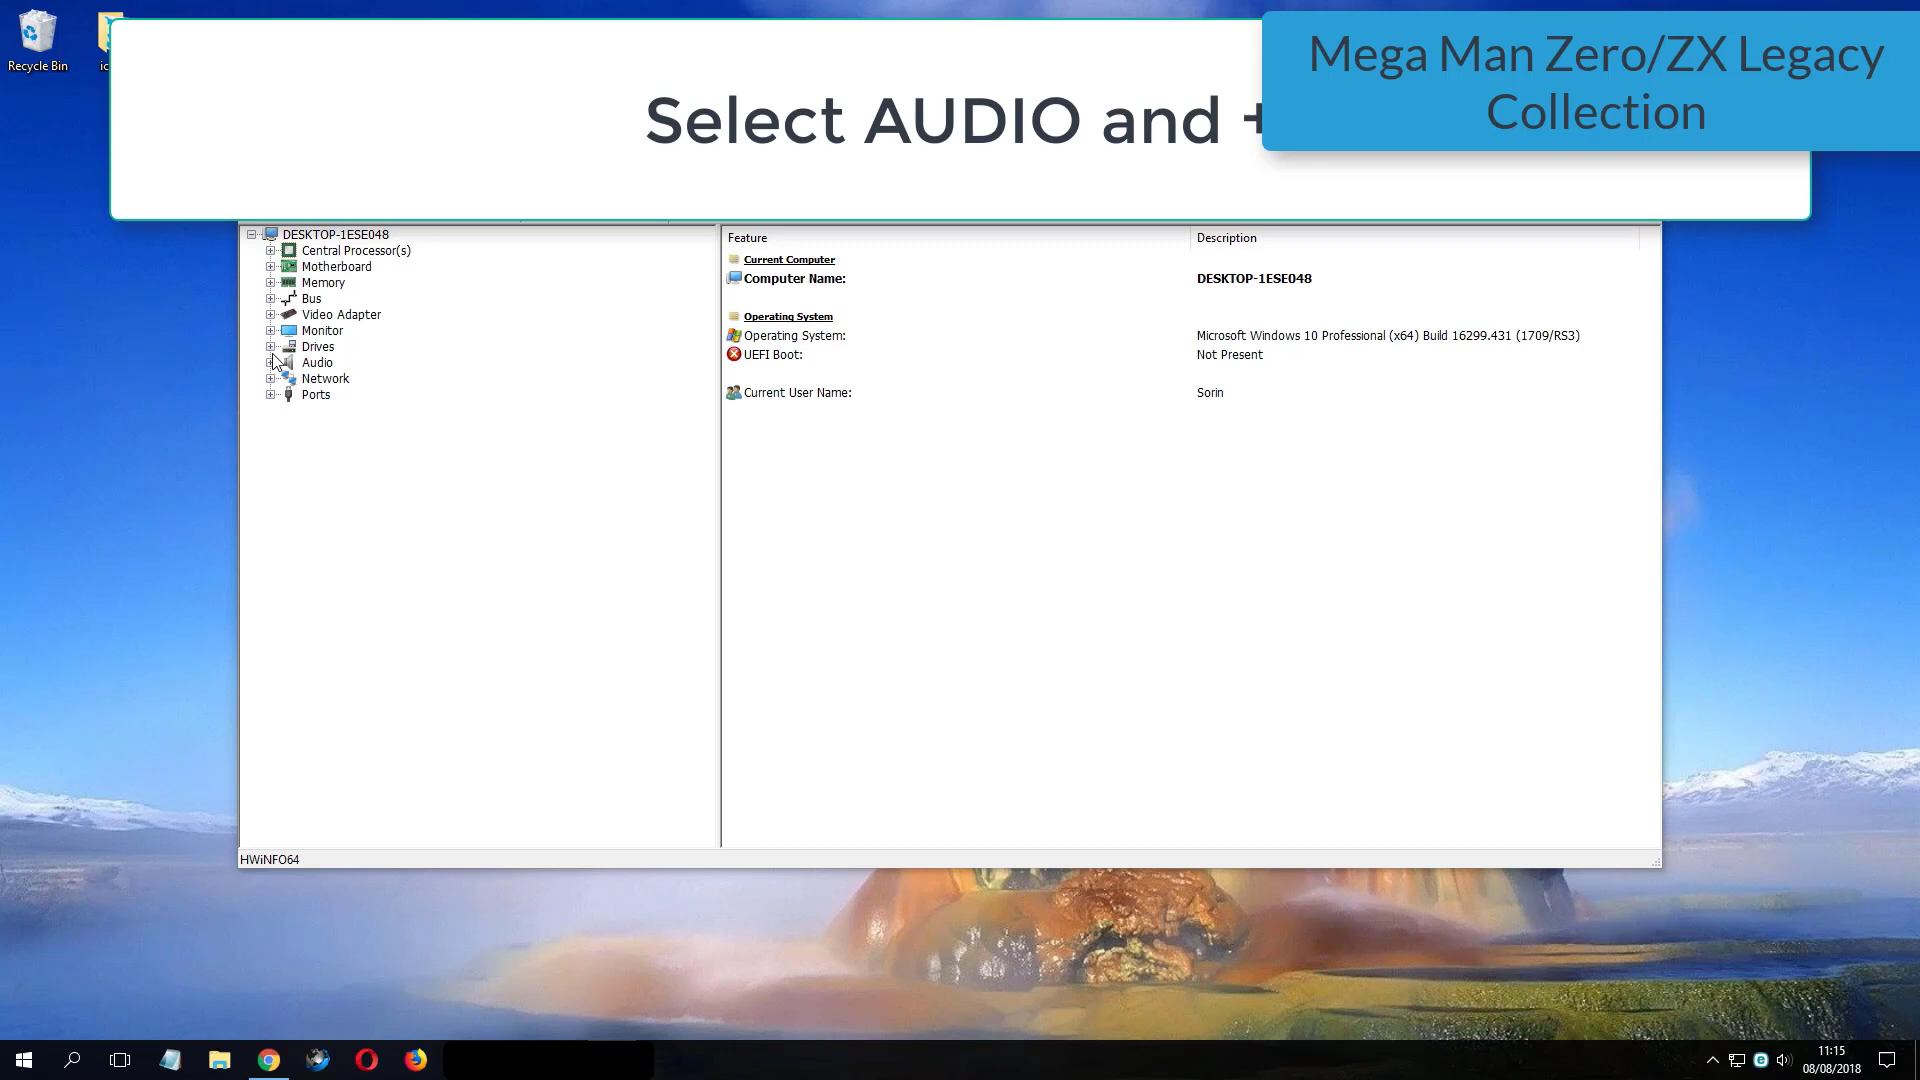 Recycle Bin
Mega Man Zero/ZX Legacy
Collection
Select AUDIO and
DESKTOP-1ESE048
Central Processor(s)
Motherboard
Memory
Bus
Video Adapter
Monitor
Drives
Audio
Network
Ports
Feature
Description
Current Computer
Computer Name:
DESKTOP-1ESE048
Operating System
Operating System:
Microsoft Windows 10 Professional (x64) Build 16299.431 (1709/RS3)
UEFI Boot:
Not Present
Current User Name:
Sorin
HWiNFO64
11:15
08/08/2018